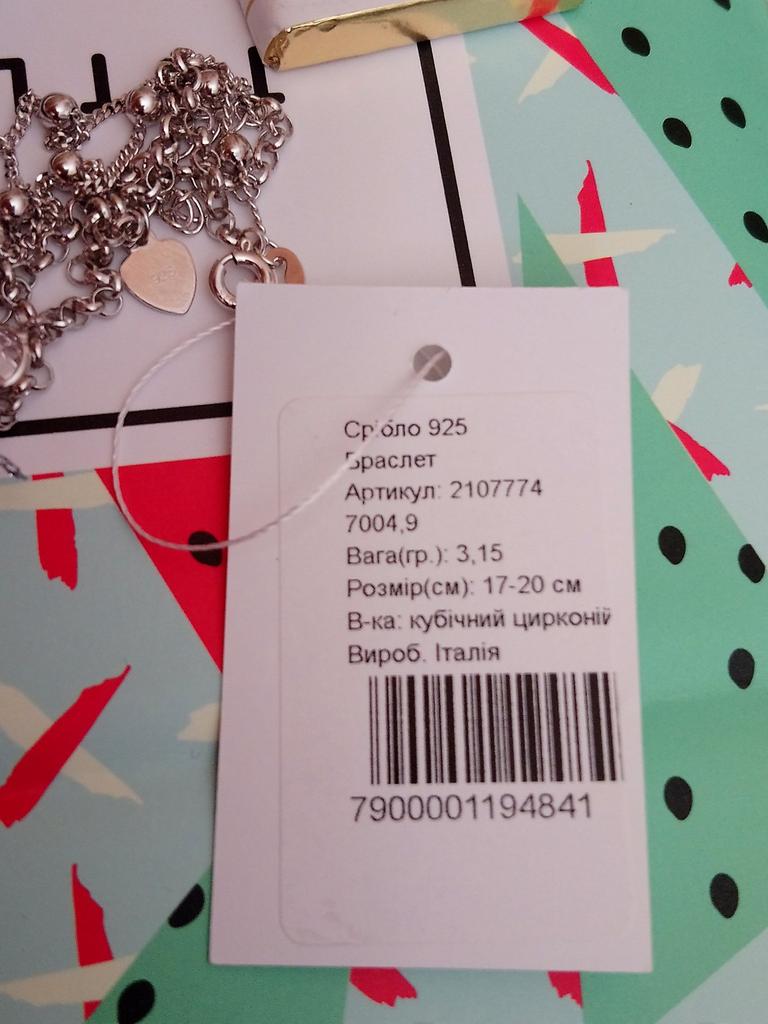 925
Срібло 925
Браслет
Артикул: 2107774
7004,9
Вага(гр.): 3,15
Розмір(см): 17-20 см
В-ка: кубічний цирконій
Вироб. Італія
7900001194841